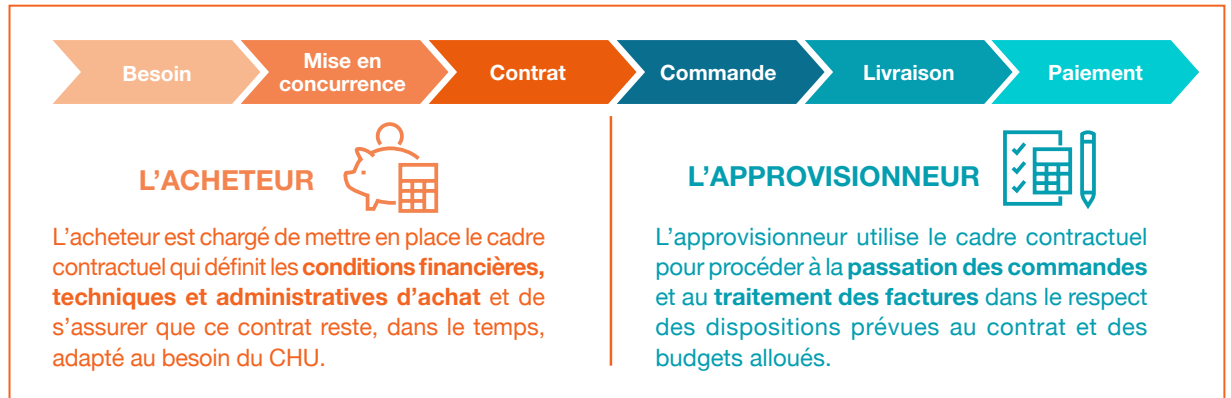 Besoin
Mise en
concurrence
Contrat
Commande
Livraison
Paiement
L’ACHETEUR
L’acheteur est chargé de mettre en place le cadre
contractuel qui définit les conditions financières,
techniques et administratives d’achat et de
s’assurer que ce contrat reste, dans le temps,
adapté au besoin du CHU.
L’APPROVISIONNEUR
L’approvisionneur utilise le cadre contractuel
pour procéder à la passation des commandes
et au traitement des factures dans le respect
des dispositions prévues au contrat et des
budgets alloués.